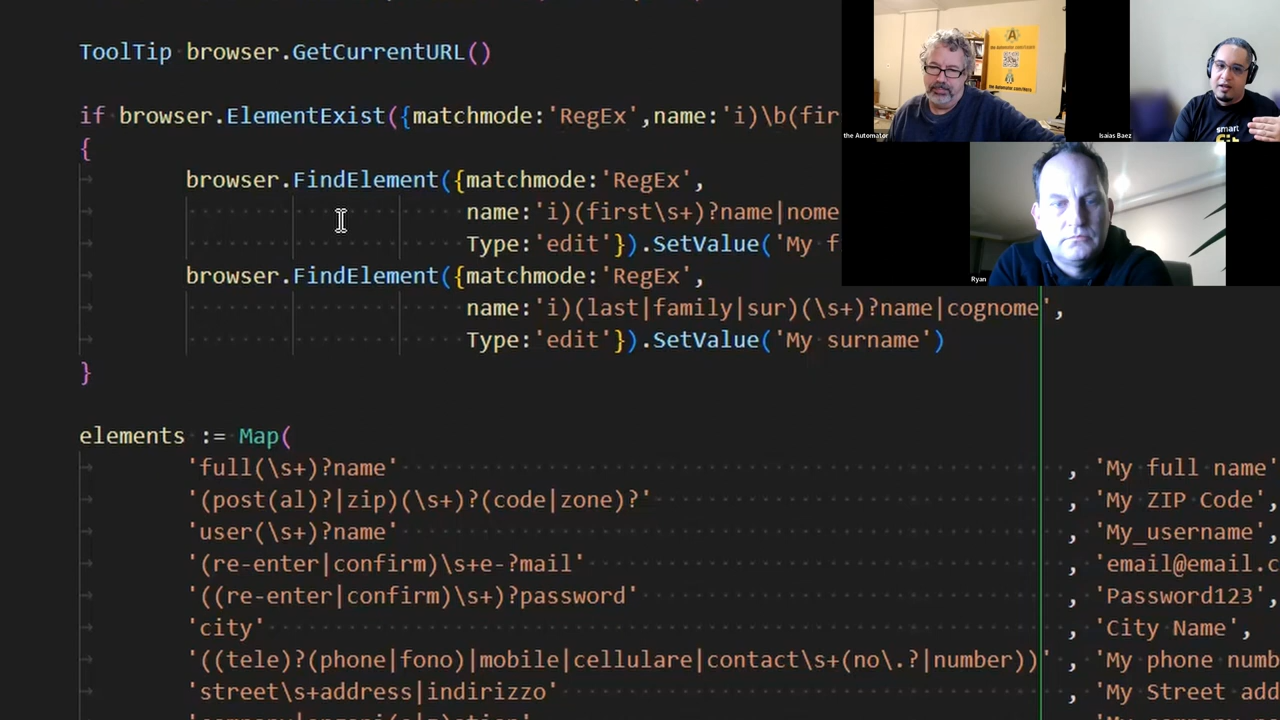 ToolTip browser.GetCurrentURL()
if browser.ElementExist({matchmode:'RegEx',name:'i)\b(fir
{
browser.FindElement({matchmode:'RegEx',
name:'i)(first\s+)?name|nome
Type:'edit'}).SetValue('My f
browser.FindElement({matchmode:'RegEx',
name:'i)(last|family|sur)(\s+)?name|cognome',
Type:'edit'}).SetValue('My surname')
}
elements := Map(
'full(\s+)?name' , 'My full name'
'(post(al)?|zip)(\s+)?(code|zone)?' , 'My ZIP Code',
'user(\s+)?name' , 'My_username',
'(re-enter|confirm)\s+e-?mail' , 'email@email.c
'((re-enter|confirm)\s+)?password' , 'Password123',
'city' , 'City Name',
'((tele)?(phone|fono)|mobile|cellulare|contact\s+(no\.?|number))' , 'My phone numb
'street\s+address|indirizzo' , 'My Street add
the Automator
Isaias Baez
smart
Ryan